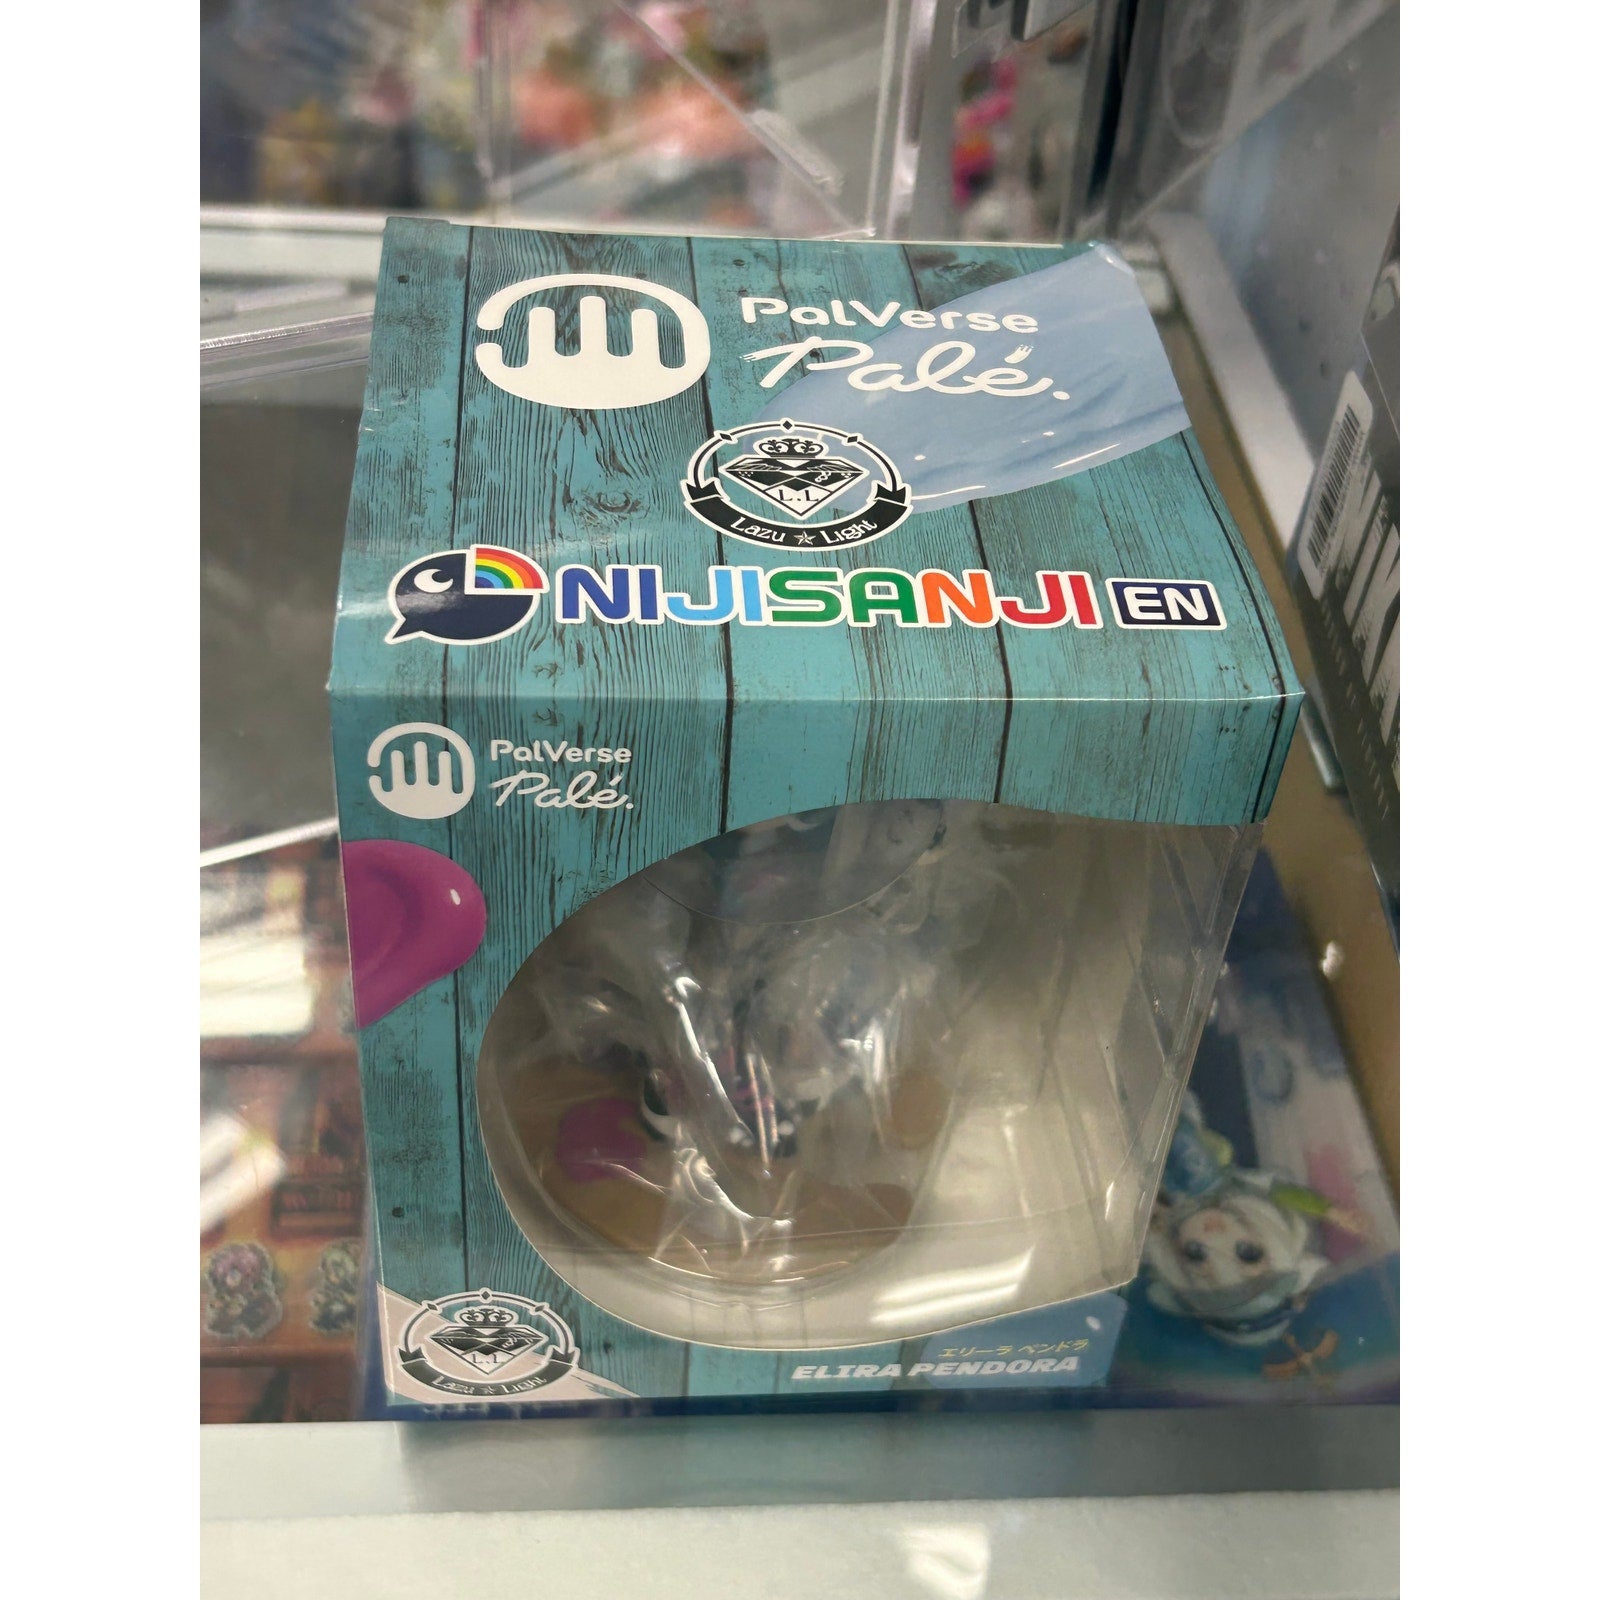 PalVerse
Palé.
L.L
Lazu ☆ Light
NIJISANJI EN
PalVerse
Palé.
L.L
Lazu ☆ Light
エリーラ ペンドラ
ELIRA PENDORA